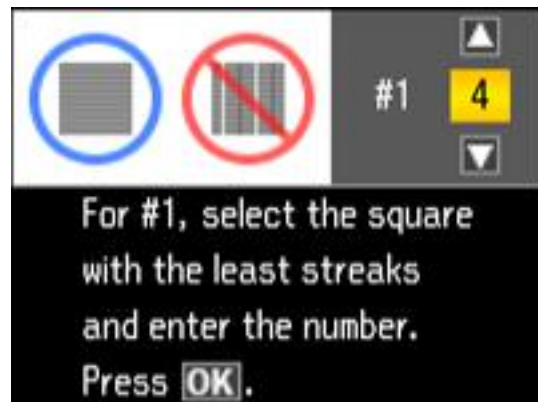 #1 4
For #1, select the square
with the least streaks
and enter the number.
Press OK.